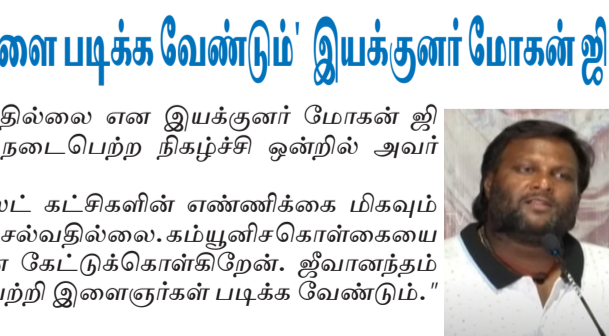 ளை படிக்க வேண்டும்' இயக்குனர் மோகன் ஜி
தில்லை என இயக்குனர் மோகன் ஜி
நடைபெற்ற நிகழ்ச்சி ஒன்றில் அவர்
ட் கட்சிகளின் எண்ணிக்கை மிகவும்
சல்வதில்லை.கம்யூனிசகொள்கையை
கேட்டுக்கொள்கிறேன். ஜீவானந்தம்
ற்றி இளைஞர்கள் படிக்க வேண்டும்."